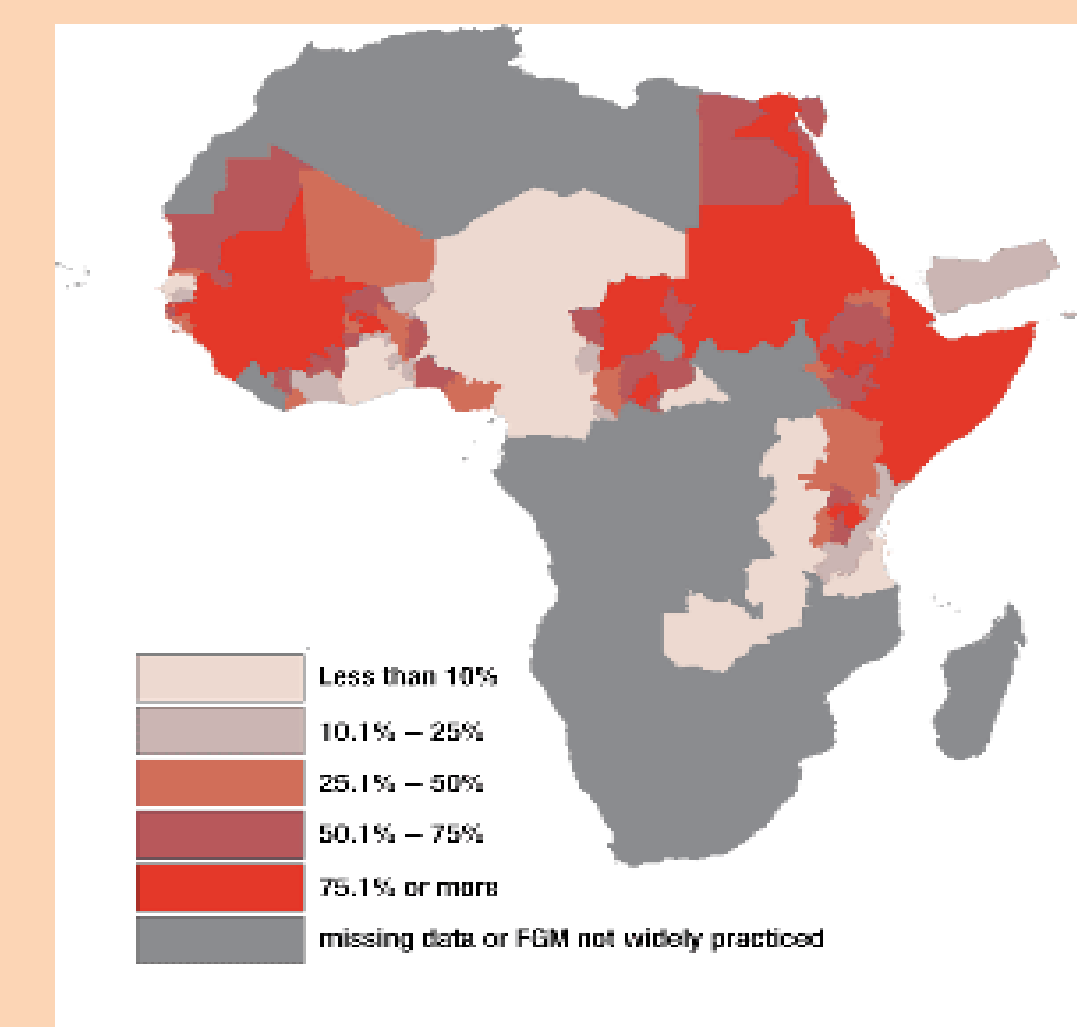 Less than 10%
10.1% – 25%
25.1% – 50%
50.1% – 75%
75.1% or more
missing data or FGM not widely practiced